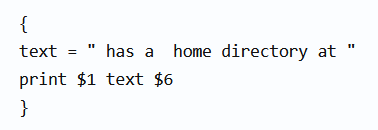 {
text = " has a  home directory at "
print $1 text $6
}